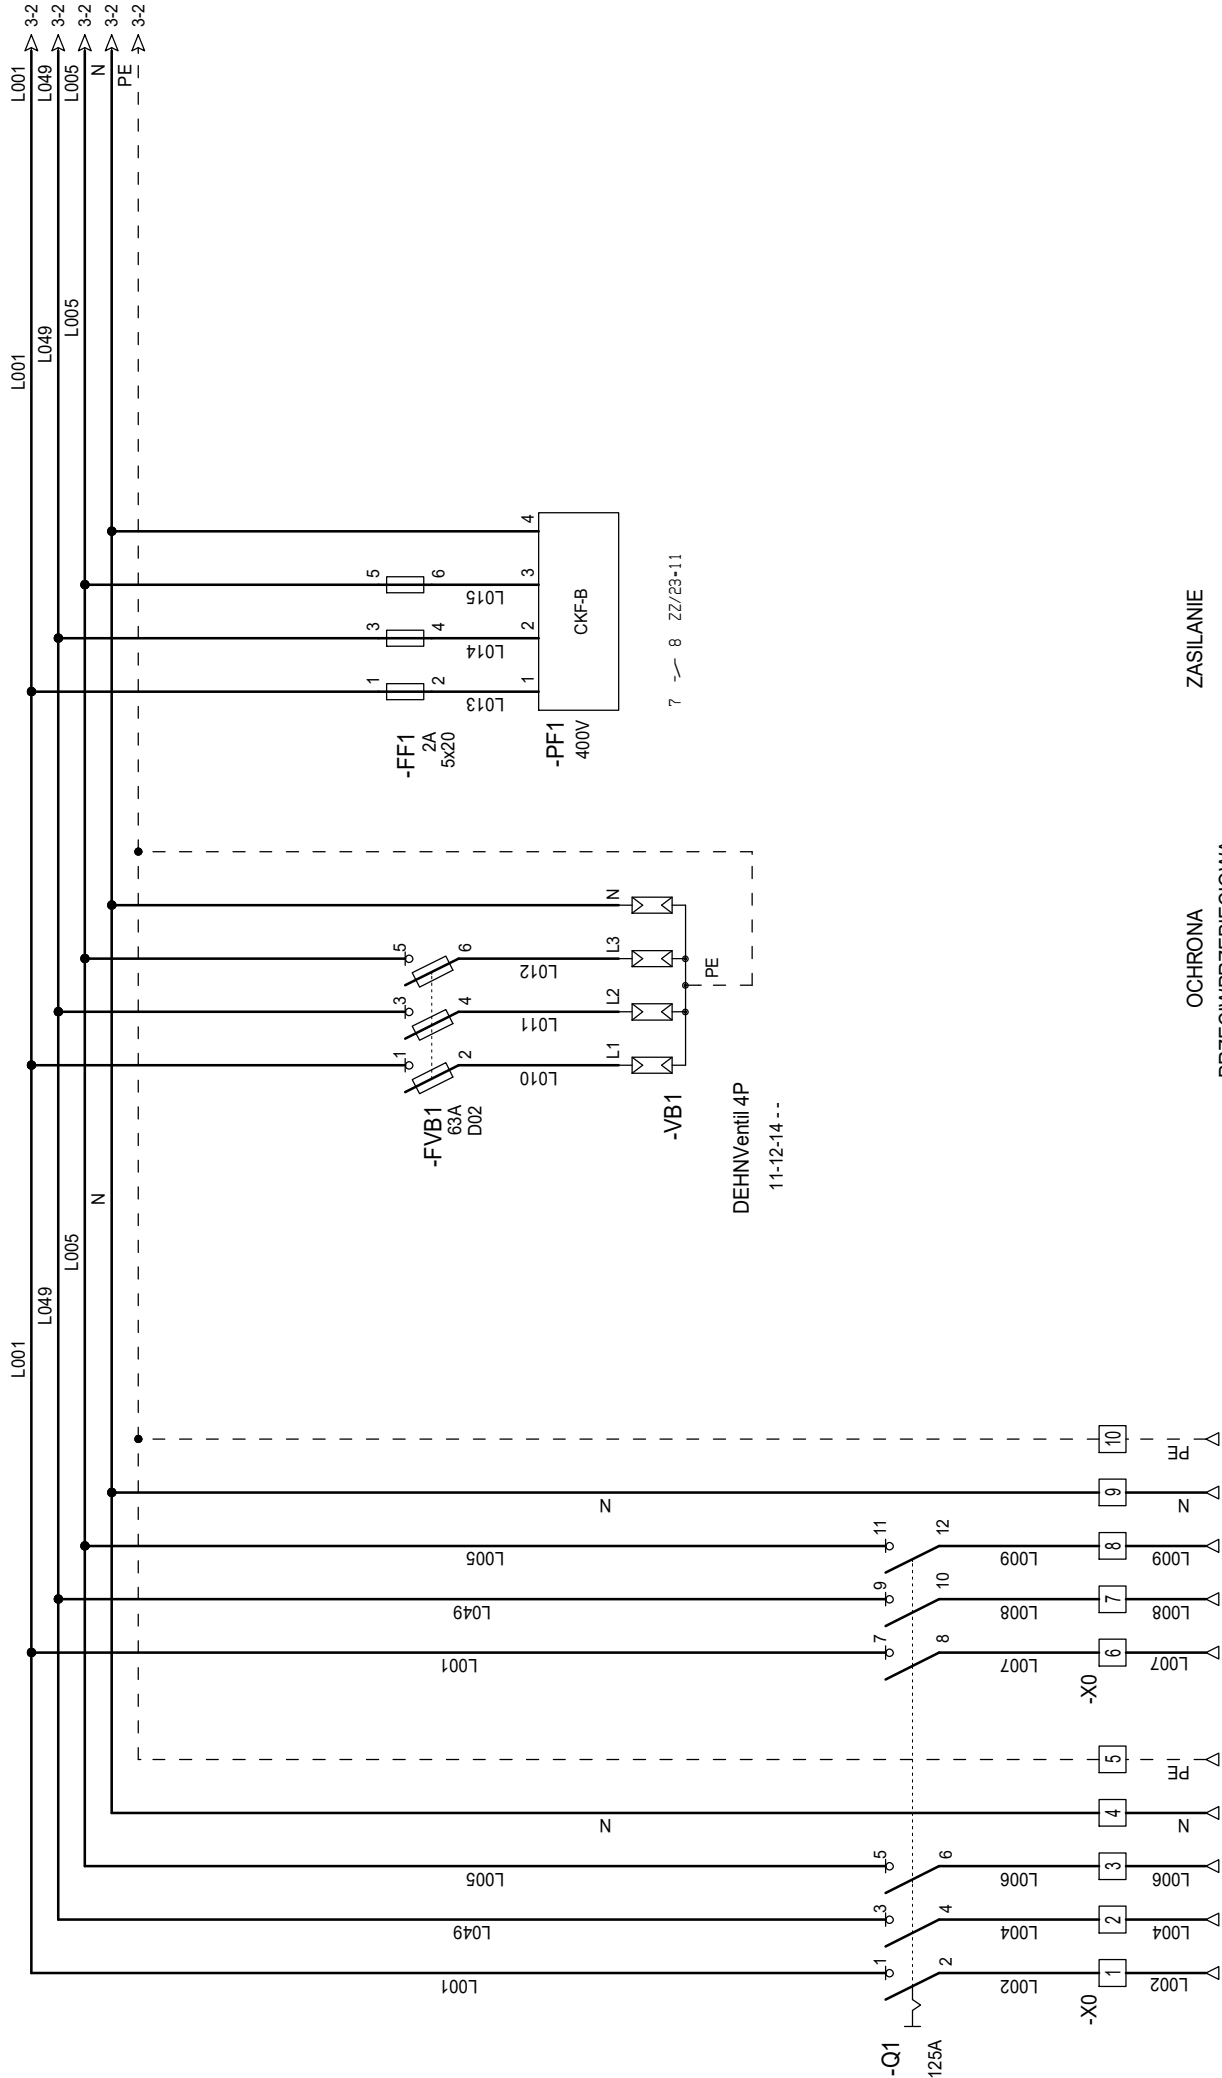 L001 3-2
L049 3-2
L005 3-2
N 3-2
PE 3-2
L001
L049
L005
L001
L049
L005
N
-Q1
125A
1 2
3 4
5 6
7 8
9 10
11 12
L001
L049
L005
N
L001
L049
L005
N
L002
L004
L006
L007
L008
L009
-X0
1 2 3 4 5
-X0
6 7 8 9 10
L002
L004
L006
N
PE
L007
L008
L009
N
PE
-FVB1
63A
D02
1 2
3 4
5 6
L010
L011
L012
L1
L2
L3
N
-VB1
PE
DEHNVentil 4P
11-12-14 - -
-FF1
2A
5x20
1 2
3 4
5 6
L013
L014
L015
1 2 3 4
-PF1
400V
CKF-B
7 8 ZZ/23-11
OCHRONA
ZASILANIE